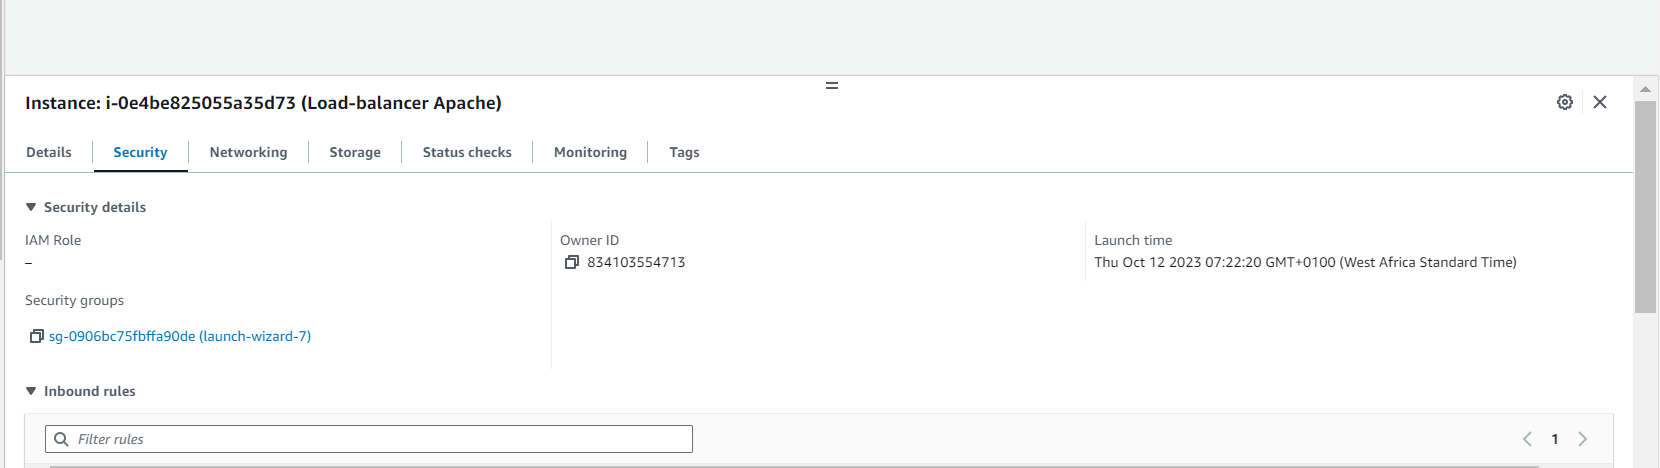 Instance: i-0e4be825055a35d73 (Load-balancer Apache)
Details Security Networking Storage Status checks Monitoring Tags
Security details
IAM Role Owner ID Launch time
– 834103554713 Thu Oct 12 2023 07:22:20 GMT+0100 (West Africa Standard Time)
Security groups
sg-0906bc75fbffa90de (launch-wizard-7)
Inbound rules
Filter rules 1